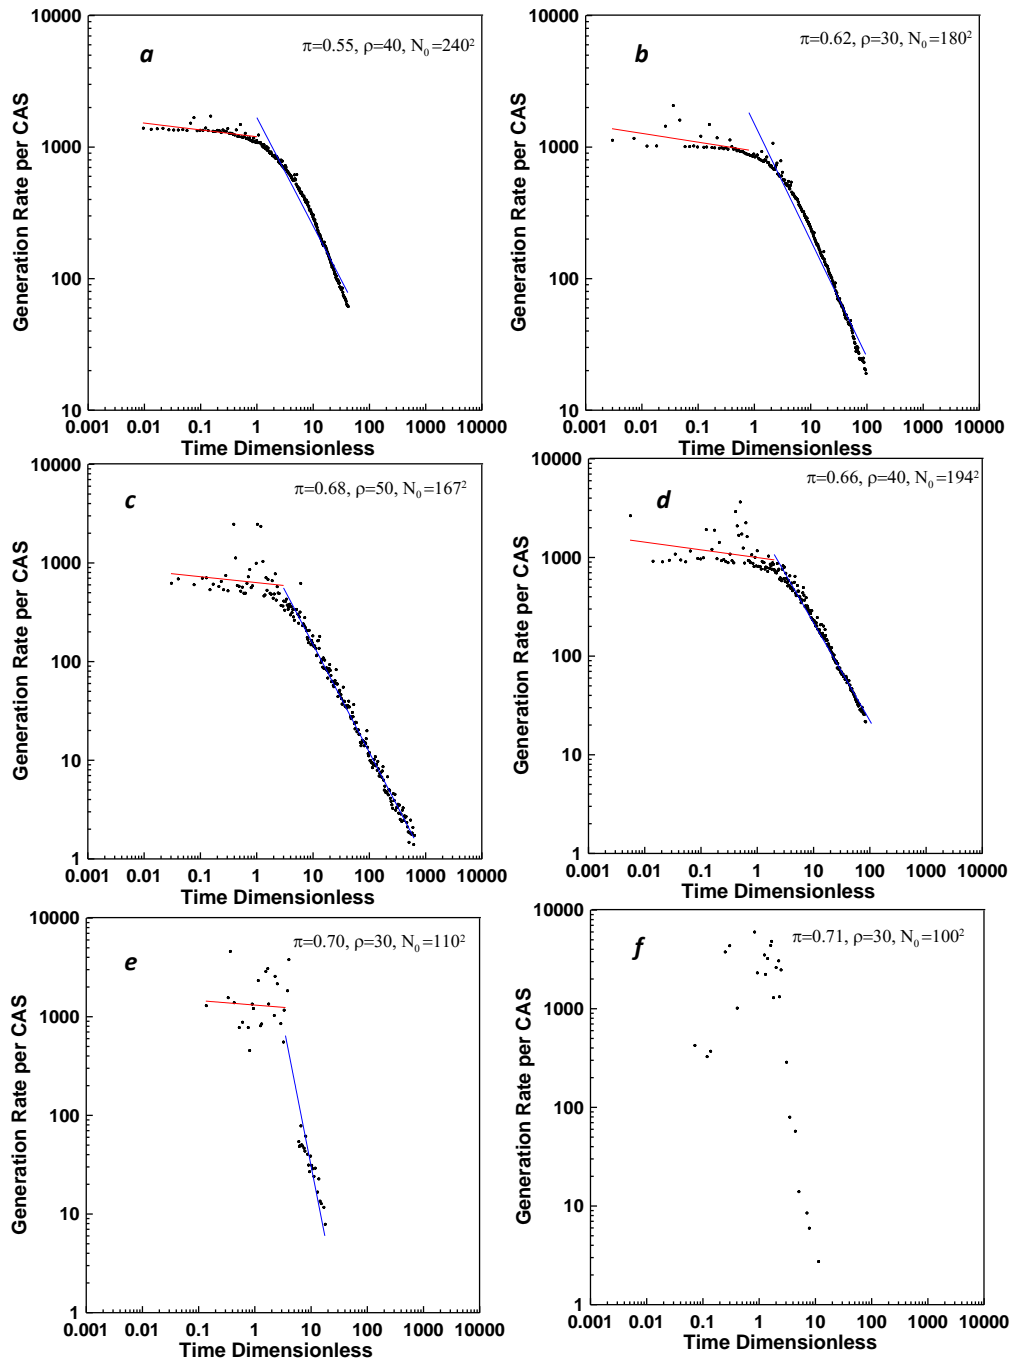 a
π=0.55, ρ=40, N₀=240²
Generation Rate per CAS
10000
1000
100
10
0.001 0.01 0.1 1 10 100 1000 10000
Time Dimensionless
b
π=0.62, ρ=30, N₀=180²
Generation Rate per CAS
10000
1000
100
10
0.001 0.01 0.1 1 10 100 1000 10000
Time Dimensionless
c
π=0.68, ρ=50, N₀=167²
Generation Rate per CAS
10000
1000
100
10
1
0.001 0.01 0.1 1 10 100 1000 10000
Time Dimensionless
d
π=0.66, ρ=40, N₀=194²
Generation Rate per CAS
10000
1000
100
10
1
0.001 0.01 0.1 1 10 100 1000 10000
Time Dimensionless
e
π=0.70, ρ=30, N₀=110²
Generation Rate per CAS
10000
1000
100
10
1
0.001 0.01 0.1 1 10 100 1000 10000
Time Dimensionless
f
π=0.71, ρ=30, N₀=100²
Generation Rate per CAS
10000
1000
100
10
1
0.001 0.01 0.1 1 10 100 1000 10000
Time Dimensionless